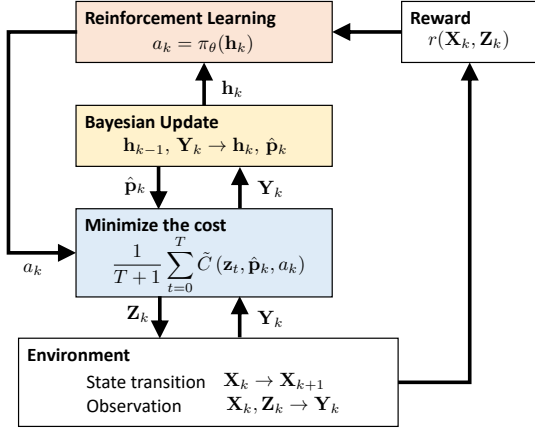 Reinforcement Learning
a_k = π_θ(𝐡_k)
Reward
r(𝐗_k, 𝐙_k)
𝐡_k
Bayesian Update
𝐡_{k−1}, 𝐘_k → 𝐡_k, 𝐩̂_k
𝐩̂_k
𝐘_k
Minimize the cost
\frac{1}{T+1} \sum_{t=0}^{T} C̃(𝐳_t, 𝐩̂_k, a_k)
a_k
𝐙_k
𝐘_k
Environment
State transition 𝐗_k → 𝐗_{k+1}
Observation 𝐗_k, 𝐙_k → 𝐘_k